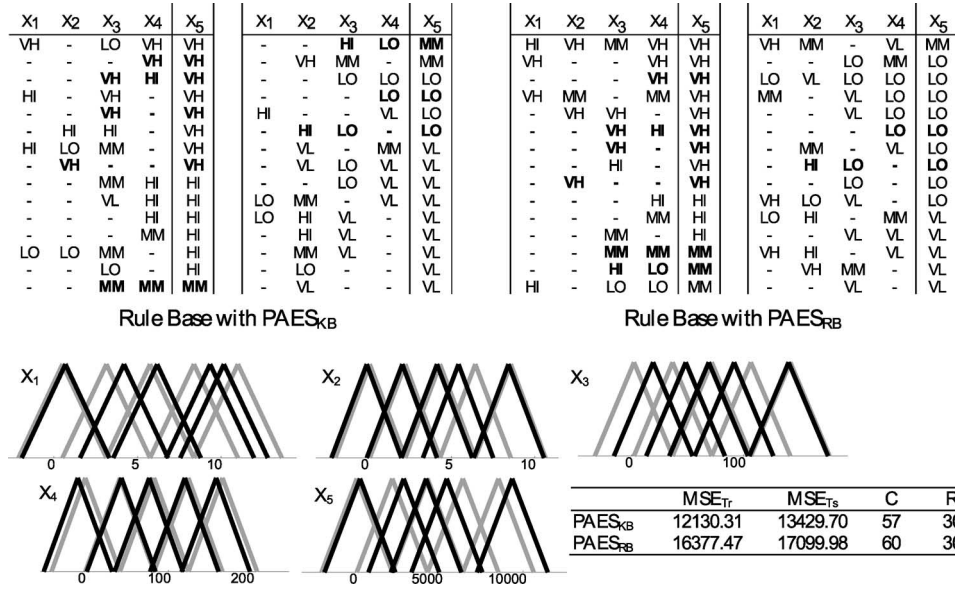 X1 X2 X3 X4 X5 X1 X2 X3 X4 X5 X1 X2 X3 X4 X5 X1 X2 X3 X4 X5
VH - LO VH VH - - HI LO MM HI VH MM VH VH VH MM - VL MM
- - - VH VH - VH MM - MM VH - - VH VH - - LO MM LO
- - VH HI VH - - LO LO LO - - - VH VH LO VL LO LO LO
HI - VH - VH - - - LO LO VH MM - MM VH MM - VL LO LO
- - VH - VH HI - - VL LO - VH VH - VH - - VL LO LO
- HI HI - VH - HI LO - LO - - VH HI VH - - - LO LO
HI LO MM - VH - VL - MM VL - - VH - VH - MM - VL LO
- VH - - VH - VL LO VL VL - - HI - VH - HI LO - LO
- - MM HI HI - - LO VL VL - VH - - VH - - LO - LO
- - VL HI HI LO MM - VL VL - - - HI HI VH LO VL - LO
- - - HI HI LO HI VL - VL - - - MM HI LO HI - MM VL
- - - MM HI - HI VL - VL - - MM - HI - - VL VL VL
LO LO MM - HI - MM VL - VL - - MM MM MM VH HI - VL VL
- - LO - HI - LO - - VL - - HI LO MM - VH MM - VL
- - MM MM MM - - - - VL HI - LO LO MM - - VL - VL
Rule Base with PAESKB Rule Base with PAESRB
X1 X2 X3
0 5 10 0 5 10 0 100
X4 X5
0 100 200 0 5000 10000
MSETr MSETs C R
PAESKB 12130.31 13429.70 57 36
PAESRB 16377.47 17099.98 60 36